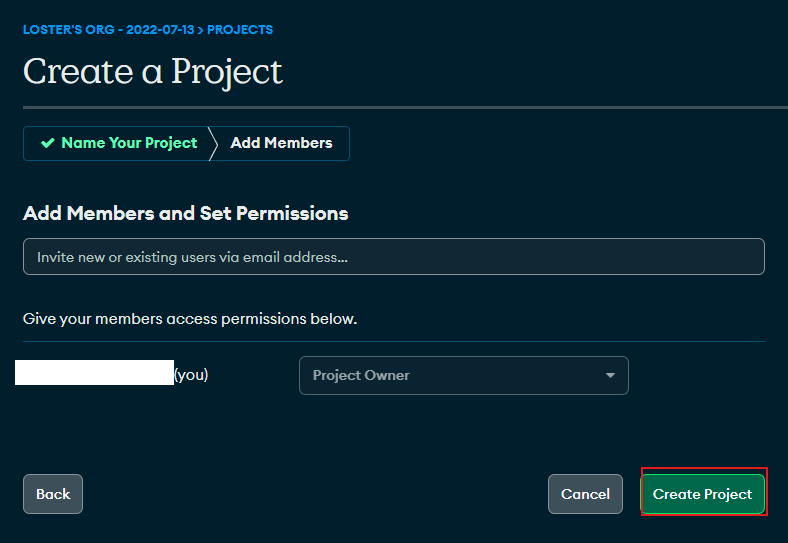 LOSTER'S ORG - 2022-07-13 > PROJECTS
Create a Project
Name Your Project
Add Members
Add Members and Set Permissions
Invite new or existing users via email address...
Give your members access permissions below.
(you)
Project Owner
Back
Cancel
Create Project